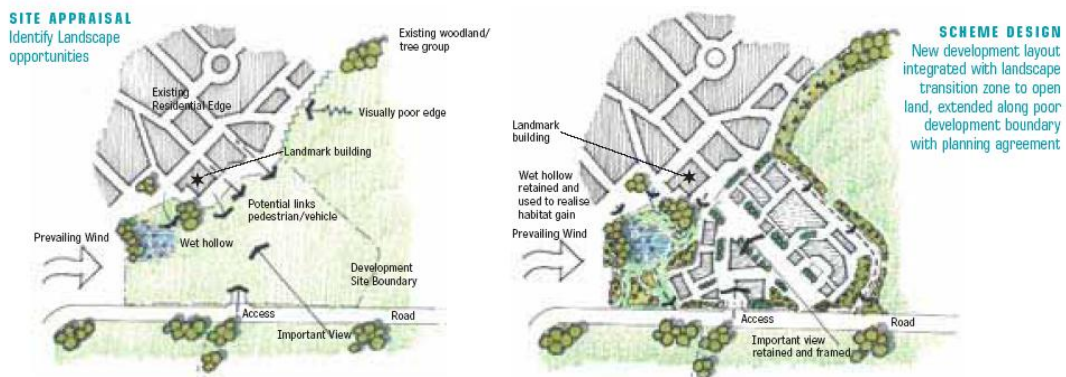 SITE APPRAISAL
Identify Landscape
opportunities
Existing woodland/
tree group
Existing
Residential Edge
Visually poor edge
Landmark building
Potential links
pedestrian/vehicle
Prevailing Wind
Wet hollow
Development
Site Boundary
Access
Road
Important View
SCHEME DESIGN
New development layout
integrated with landscape
transition zone to open
land, extended along poor
development boundary
with planning agreement
Landmark
building
Wet hollow
retained and
used to realise
habitat gain
Prevailing Wind
Access
Road
Important view
retained and framed